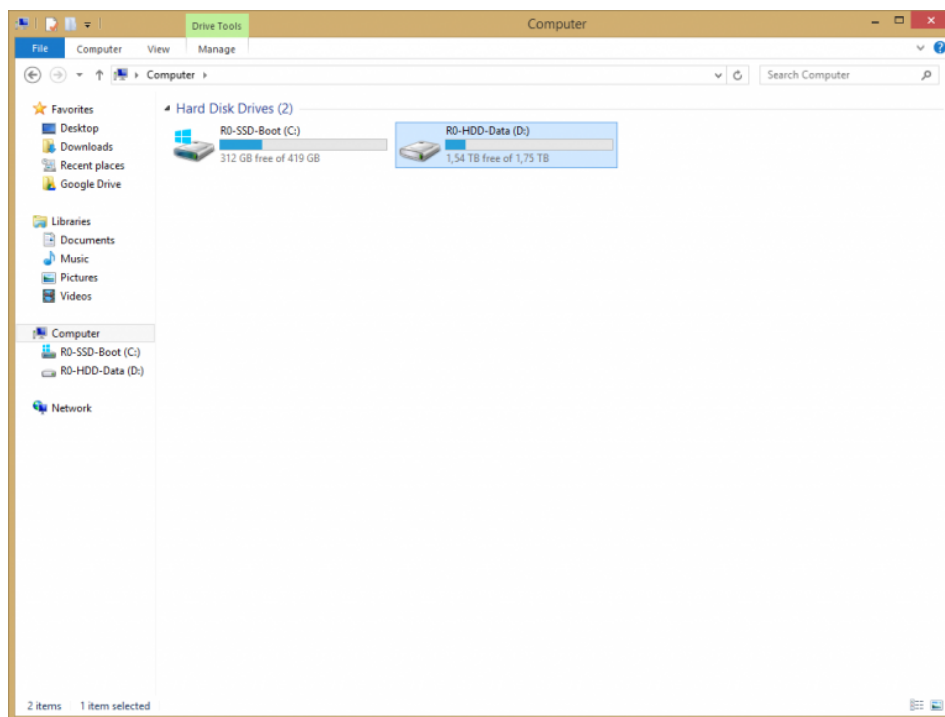 Drive Tools
Computer
File Computer View Manage
Computer
Search Computer
Favorites
Desktop
Downloads
Recent places
Google Drive
Libraries
Documents
Music
Pictures
Videos
Computer
R0-SSD-Boot (C:)
R0-HDD-Data (D:)
Network
Hard Disk Drives (2)
R0-SSD-Boot (C:)
312 GB free of 419 GB
R0-HDD-Data (D:)
1,54 TB free of 1,75 TB
2 items 1 item selected